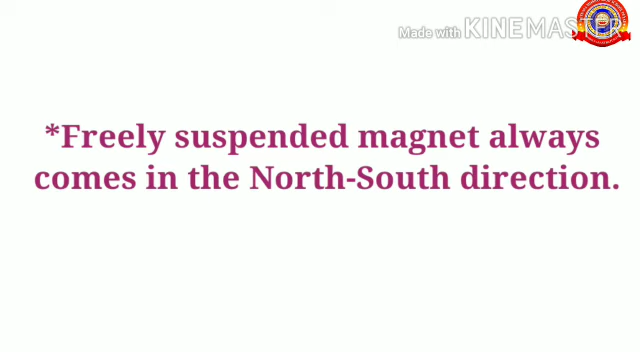 Made with KINEMASTER
*Freely suspended magnet always
comes in the North-South direction.